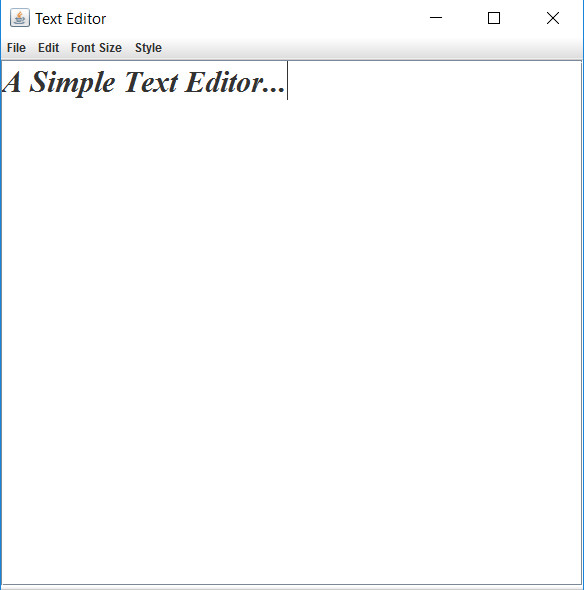 Text Editor
File Edit Font Size Style
A Simple Text Editor...